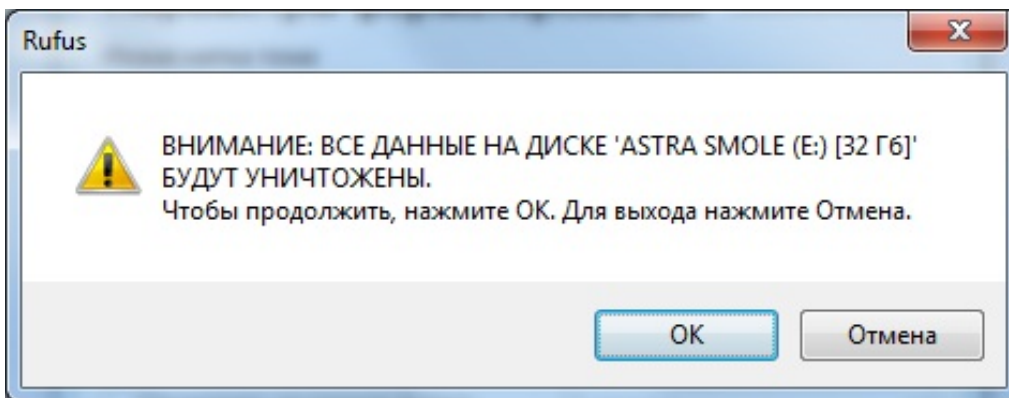 Rufus
ВНИМАНИЕ: ВСЕ ДАННЫЕ НА ДИСКЕ 'ASTRA SMOLE (E:) [32 Гб]'
БУДУТ УНИЧТОЖЕНЫ.
Чтобы продолжить, нажмите ОК. Для выхода нажмите Отмена.
ОК
Отмена